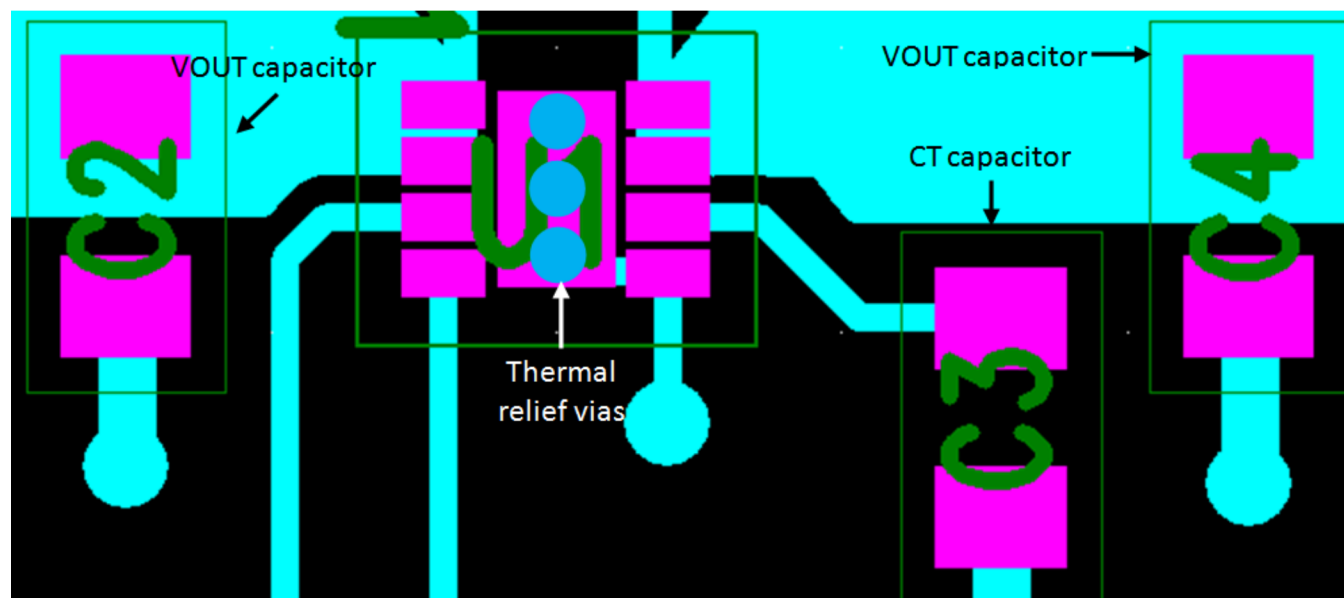 VOUT capacitor
VOUT capacitor
CT capacitor
C2
U1
C4
Thermal
relief vias
C3